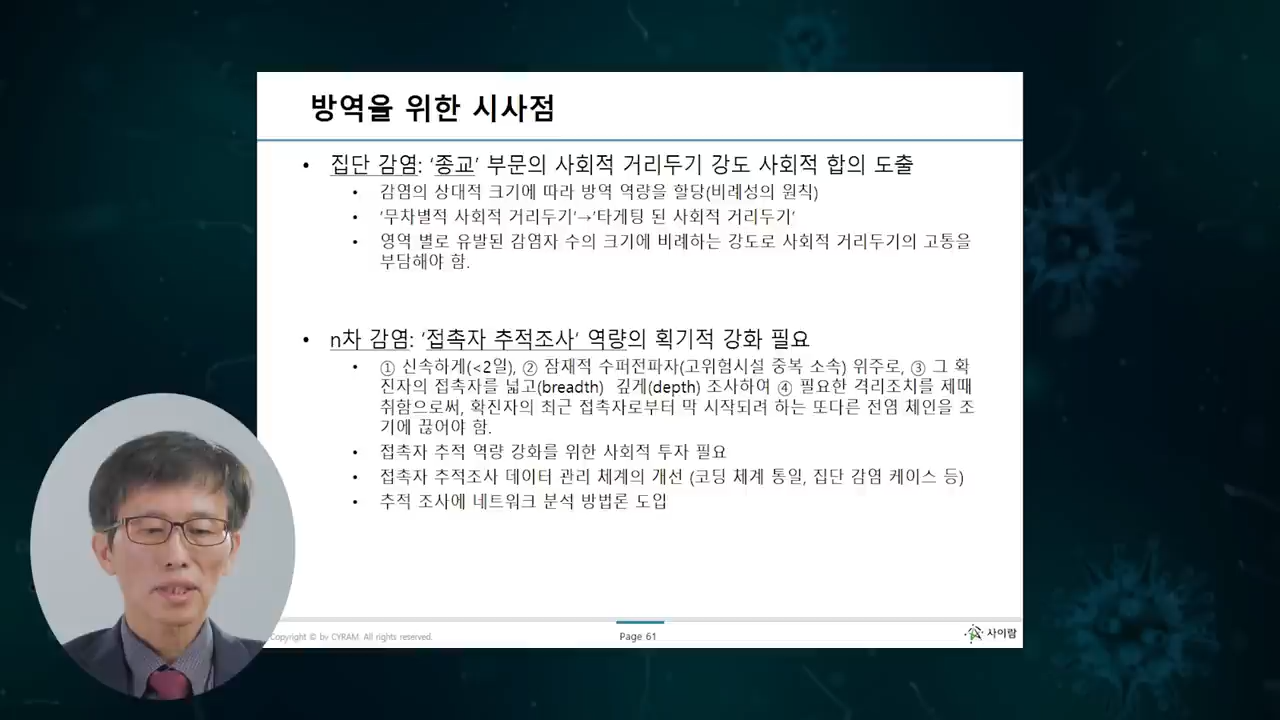 방역을 위한 시사점
• 집단 감염: ‘종교’ 부문의 사회적 거리두기 강도 사회적 합의 도출
• 감염의 상대적 크기에 따라 방역 역량을 할당(비례성의 원칙)
• ‘무차별적 사회적 거리두기’→’타게팅 된 사회적 거리두기’
• 영역 별로 유발된 감염자 수의 크기에 비례하는 강도로 사회적 거리두기의 고통을
부담해야 함.
• n차 감염: ‘접촉자 추적조사’ 역량의 획기적 강화 필요
• ① 신속하게(<2일), ② 잠재적 수퍼전파자(고위험시설 중복 소속) 위주로, ③ 그 확
진자의 접촉자를 넓고(breadth) 깊게(depth) 조사하여 ④ 필요한 격리조치를 제때
취함으로써, 확진자의 최근 접촉자로부터 막 시작되려 하는 또다른 전염 체인을 조
기에 끊어야 함.
• 접촉자 추적 역량 강화를 위한 사회적 투자 필요
• 접촉자 추적조사 데이터 관리 체계의 개선 (코딩 체계 통일, 집단 감염 케이스 등)
• 추적 조사에 네트워크 분석 방법론 도입
Copyright © by CYRAM. All rights reserved.
Page 61
사이람